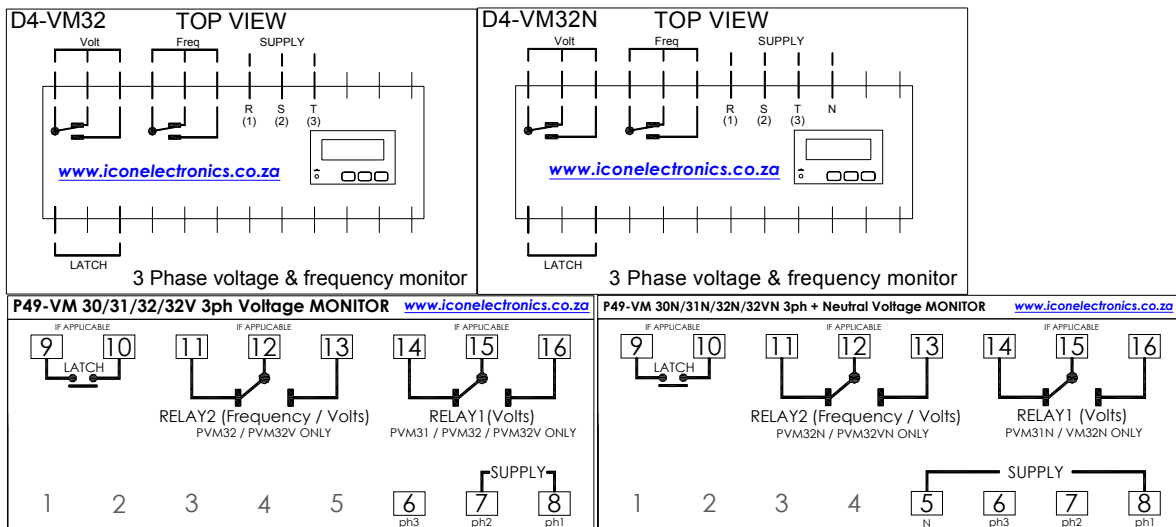 D4-VM32 TOP VIEW
Volt Freq SUPPLY
R S T
(1) (2) (3)
www.iconelectronics.co.za
LATCH
3 Phase voltage & frequency monitor
D4-VM32N TOP VIEW
Volt Freq SUPPLY
R S T N
(1) (2) (3)
www.iconelectronics.co.za
LATCH
3 Phase voltage & frequency monitor
P49-VM 30/31/32/32V 3ph Voltage MONITOR www.iconelectronics.co.za
IF APPLICABLE IF APPLICABLE IF APPLICABLE
9 10 11 12 13 14 15 16
LATCH
RELAY2 (Frequency / Volts) RELAY1(Volts)
PVM32 / PVM32V ONLY PVM31 / PVM32 / PVM32V ONLY
SUPPLY
1 2 3 4 5 6 7 8
ph3 ph2 ph1
P49-VM 30N/31N/32N/32VN 3ph + Neutral Voltage MONITOR www.iconelectronics.co.za
IF APPLICABLE IF APPLICABLE IF APPLICABLE
9 10 11 12 13 14 15 16
LATCH
RELAY2 (Frequency / Volts) RELAY1 (Volts)
PVM32N / PVM32VN ONLY PVM31N / VM32N ONLY
SUPPLY
1 2 3 4 5 6 7 8
N ph3 ph2 ph1